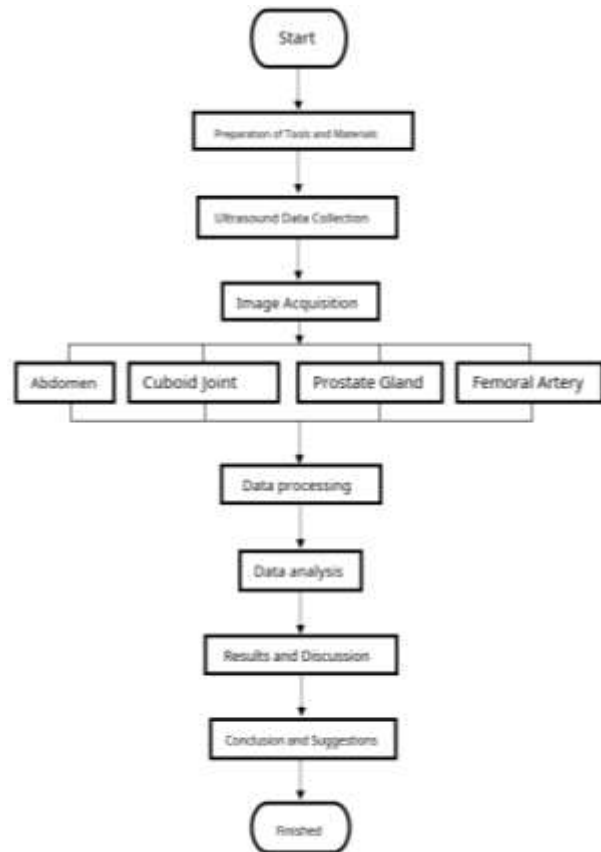 Start
Preparation of Tools and Materials
Ultrasound Data Collection
Image Acquisition
Abdomen
Cuboid Joint
Prostate Gland
Femoral Artery
Data processing
Data analysis
Results and Discussion
Conclusion and Suggestions
Finished